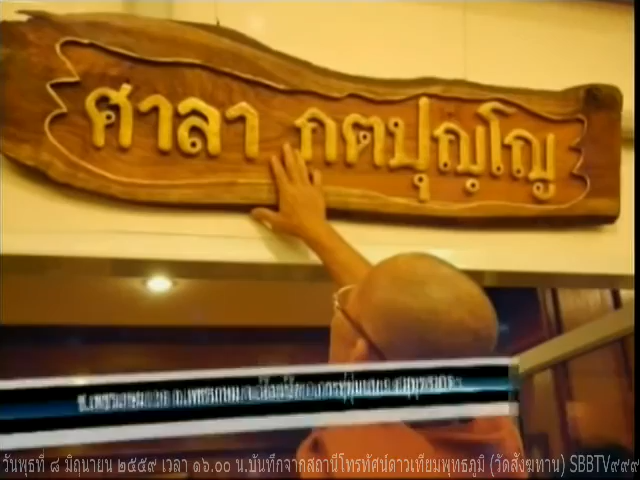 ศาลา กตปุญฺโญ
วันพุธที่ ๘ มิถุนายน ๒๕๕๙ เวลา ๑๖.๐๐ น.บันทึกจากสถานีโทรทัศน์ดาวเทียมพุทธภูมิ (วัดสังฆทาน) SBBTV๙๙๙